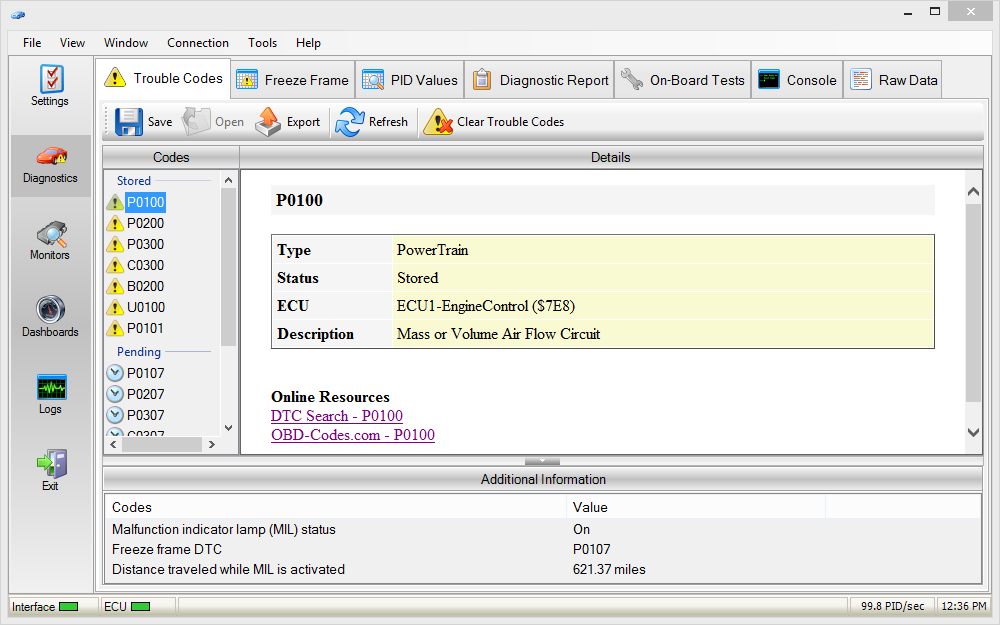 File View Window Connection Tools Help
Settings
Diagnostics
Monitors
Dashboards
Logs
Exit
Trouble Codes Freeze Frame PID Values Diagnostic Report On-Board Tests Console Raw Data
Save Open Export Refresh Clear Trouble Codes
Codes
Stored
P0100
P0200
P0300
C0300
B0200
U0100
P0101
Pending
P0107
P0207
P0307
C0307
Details
P0100
Type PowerTrain
Status Stored
ECU ECU1-EngineControl ($7E8)
Description Mass or Volume Air Flow Circuit
Online Resources
DTC Search - P0100
OBD-Codes.com - P0100
Additional Information
Codes Value
Malfunction indicator lamp (MIL) status On
Freeze frame DTC P0107
Distance traveled while MIL is activated 621.37 miles
Interface ECU 99.8 PID/sec 12:36 PM